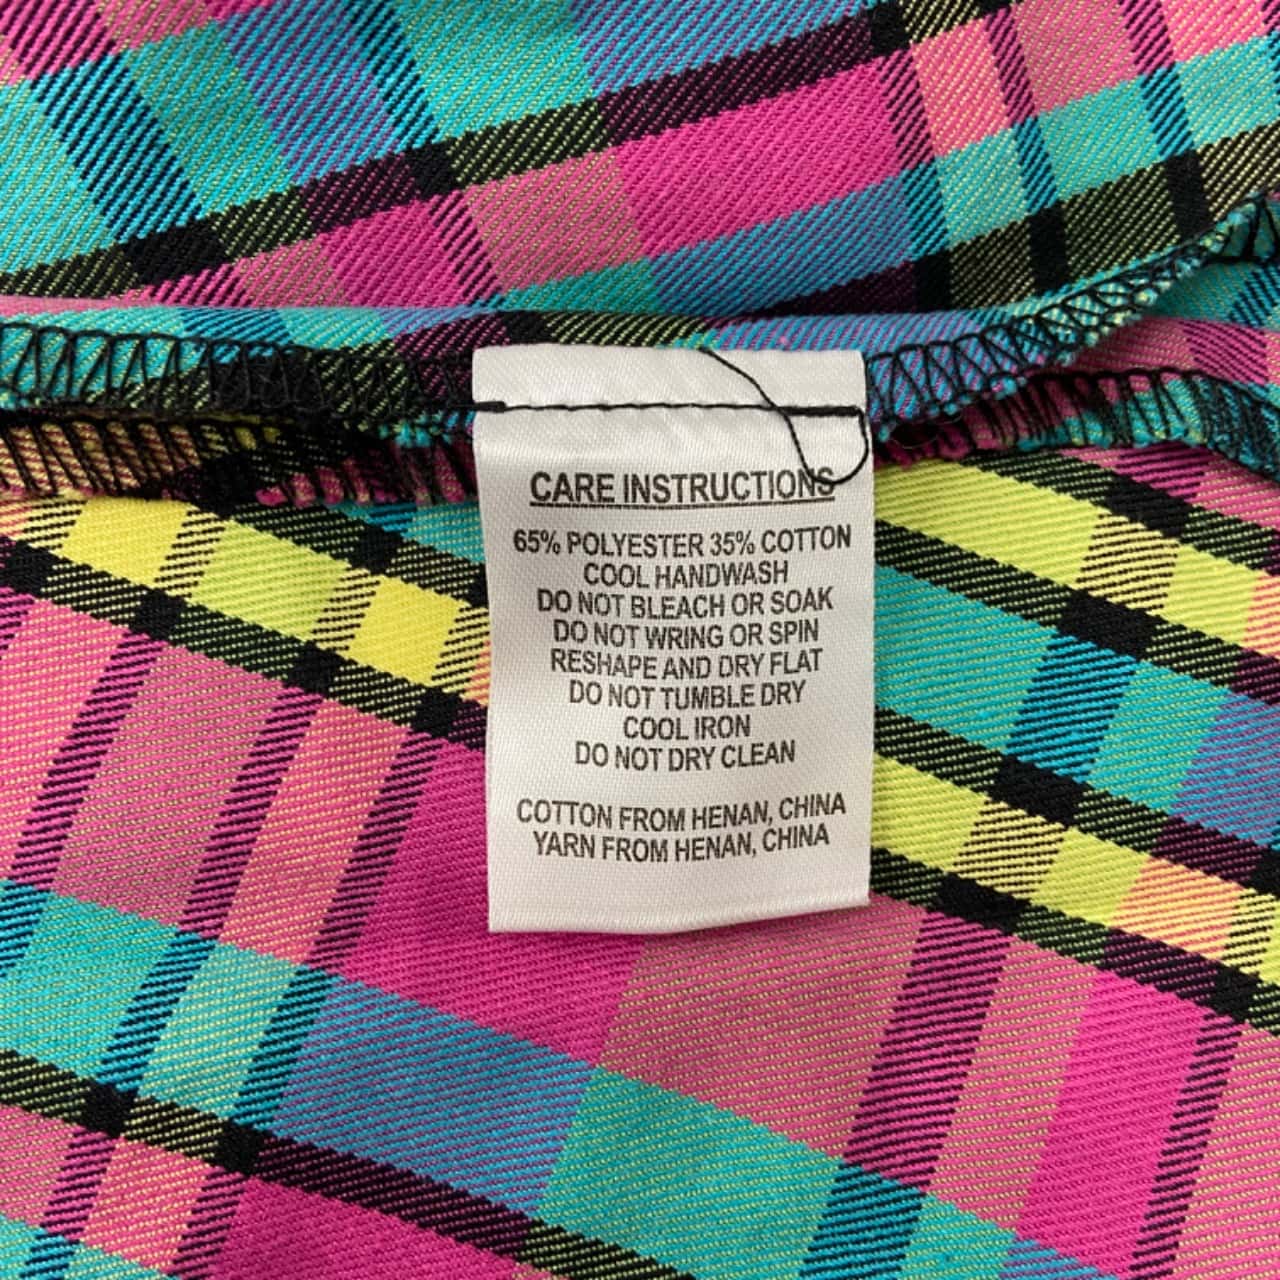 CARE INSTRUCTIONS
65% POLYESTER 35% COTTON
COOL HANDWASH
DO NOT BLEACH OR SOAK
DO NOT WRING OR SPIN
RESHAPE AND DRY FLAT
DO NOT TUMBLE DRY
COOL IRON
DO NOT DRY CLEAN
COTTON FROM HENAN, CHINA
YARN FROM HENAN, CHINA